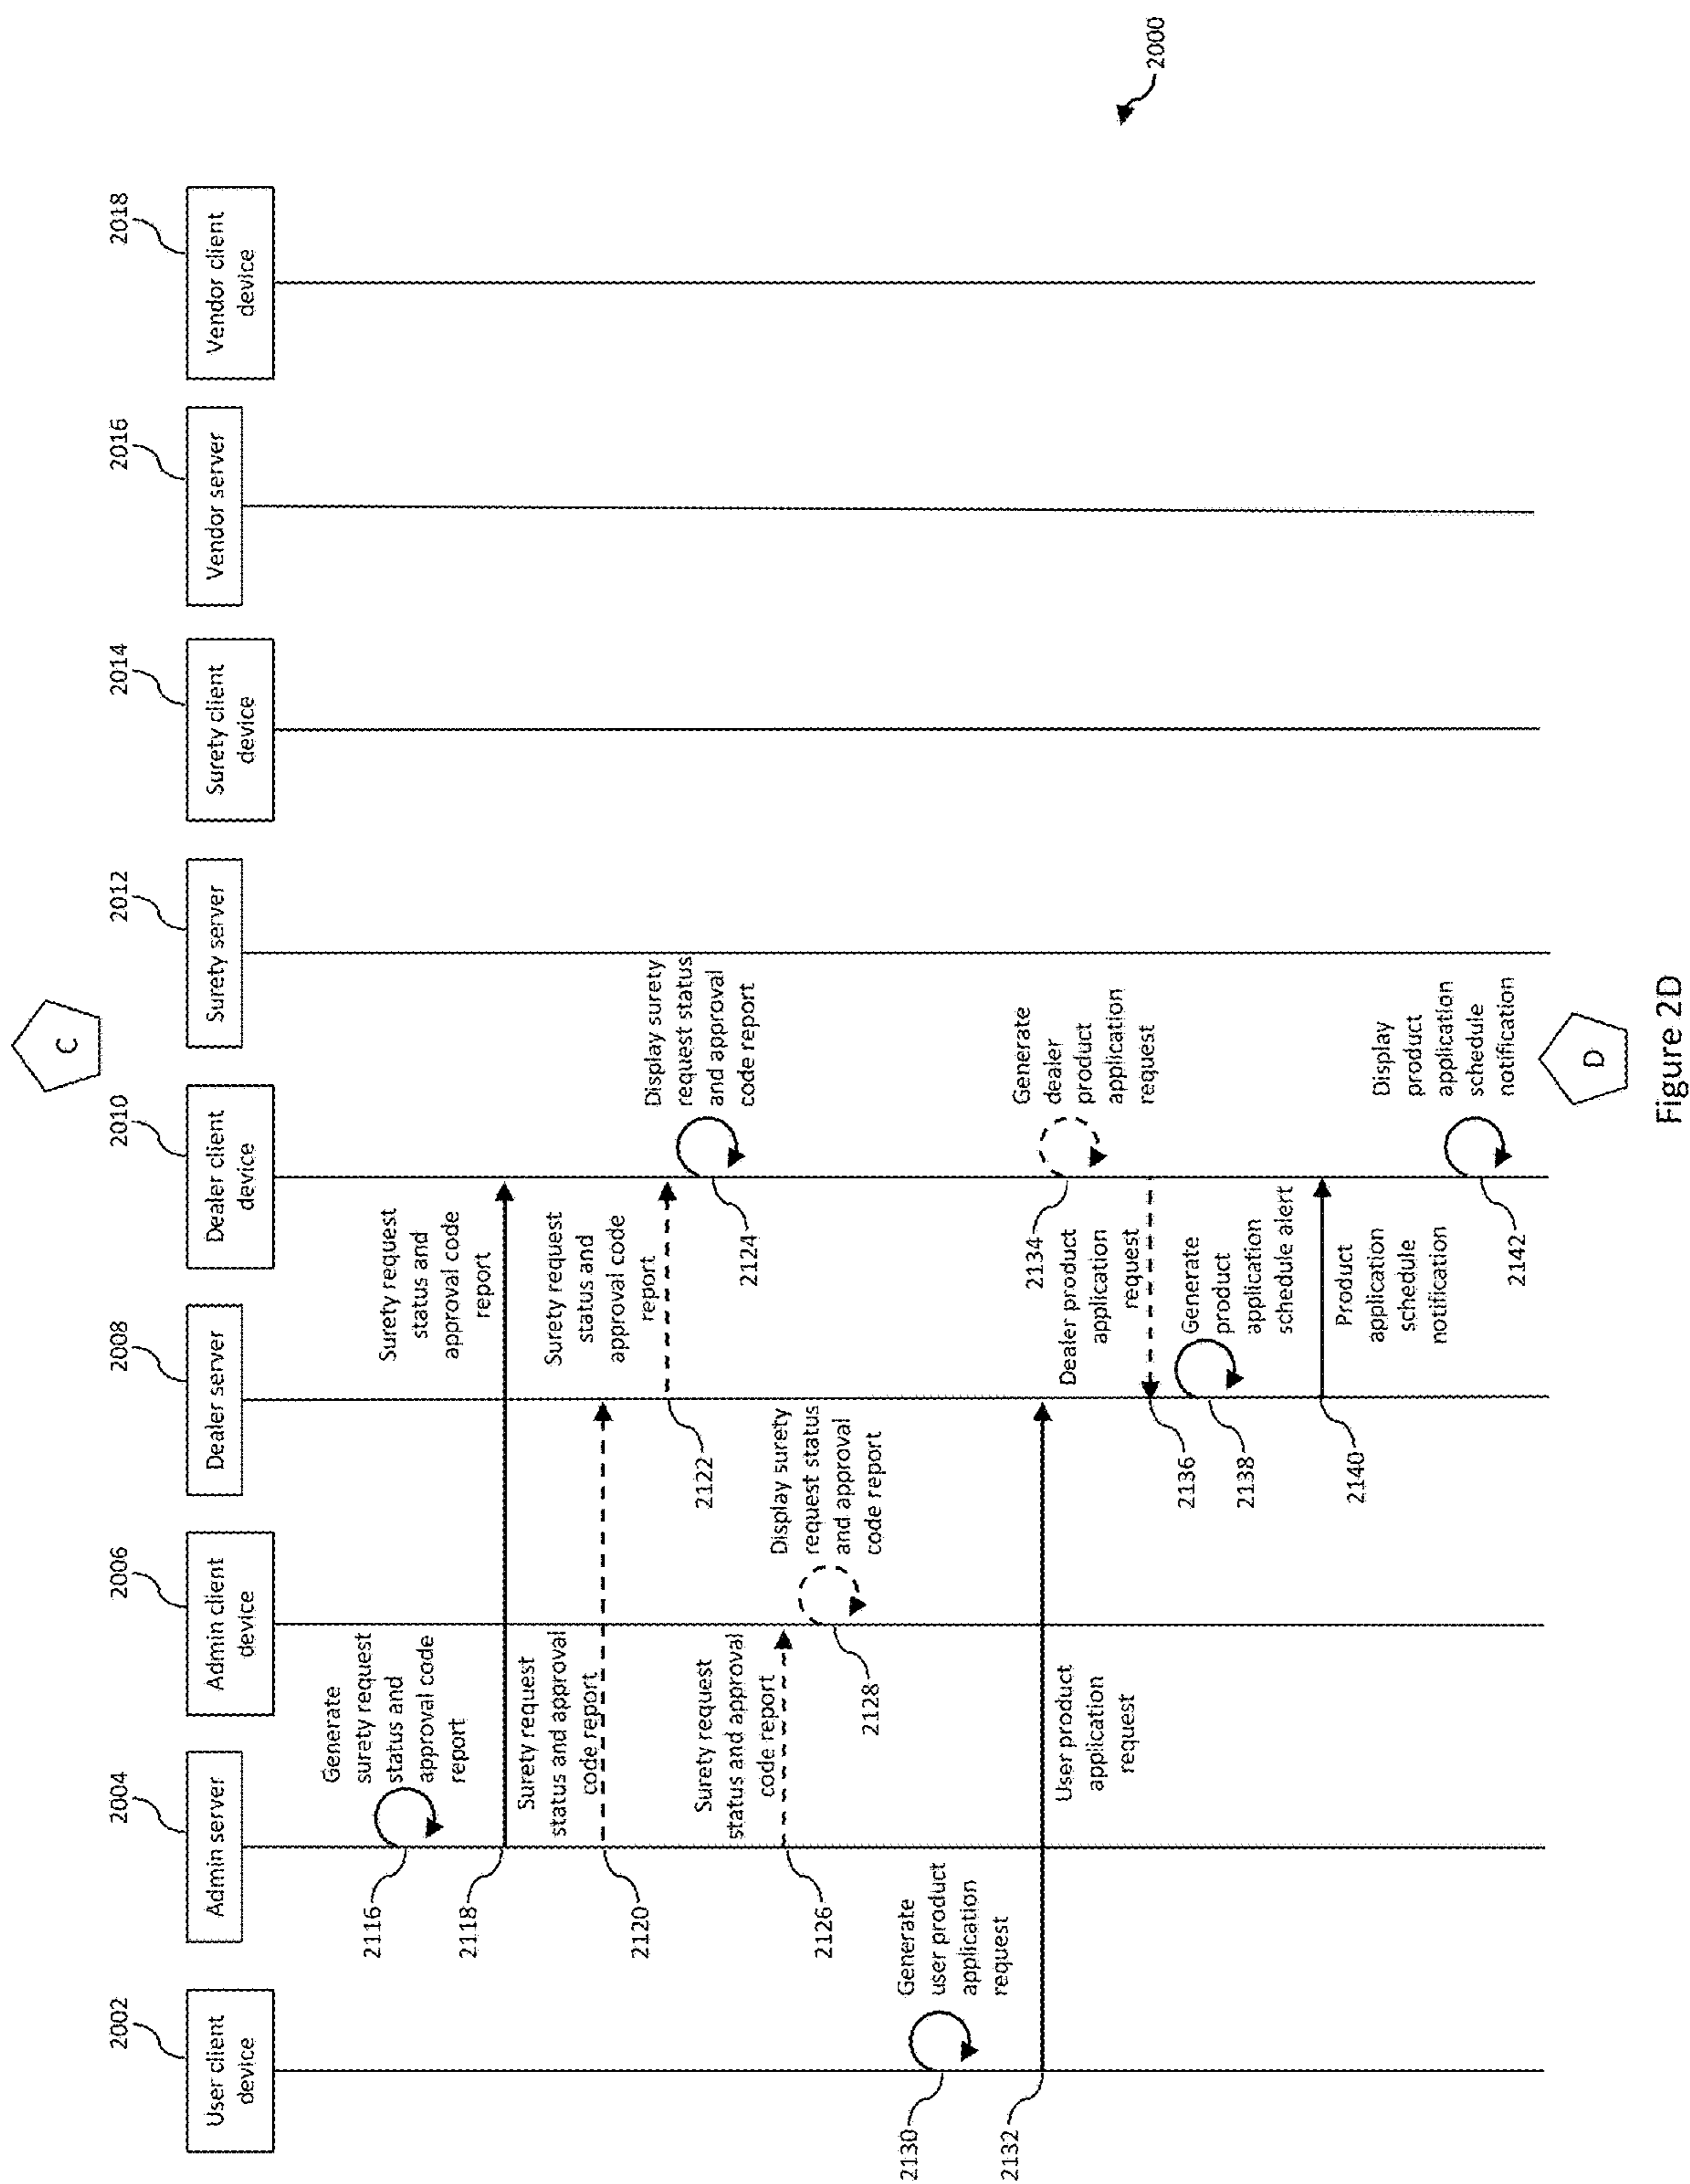 C
2002
2004
2006
2008
2010
2012
2014
2016
2018
User client
device
Admin server
Admin client
device
Dealer server
Dealer client
device
Surety server
Surety client
device
Vendor server
Vendor client
device
Generate
surety request
status and
approval code
report
2116
Surety request
status and
approval code
report
2118
Surety request
status and approval
code report
2120
Surety request
status and
approval code
report
2122
Display surety
request status
and approval
code report
2124
Surety request
status and approval
code report
2126
Display surety
request status
and approval
code report
2128
Generate
user product
application
request
2130
User product
application
request
2132
Generate
dealer
product
application
request
2134
Dealer product
application
request
2136
Generate
product
application
schedule alert
2138
Product
application
schedule
notification
2140
Display
product
application
schedule
notification
2142
2000
D
Figure 2D